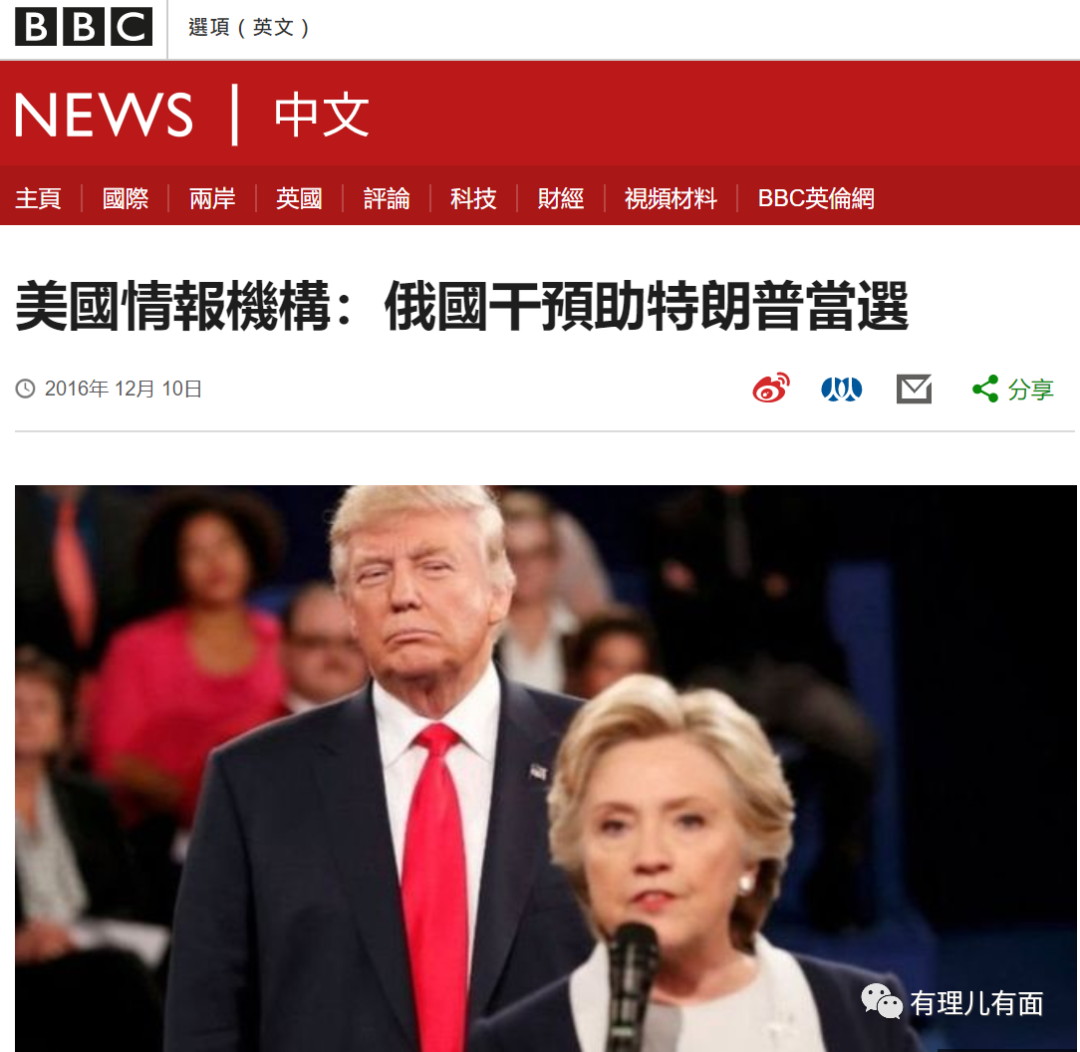 BBC 選項（英文）
NEWS | 中文
主頁 國際 兩岸 英國 評論 科技 財經 視頻材料 BBC英倫網
美國情報機構：俄國干預助特朗普當選
2016年 12月 10日 分享
有理儿有面